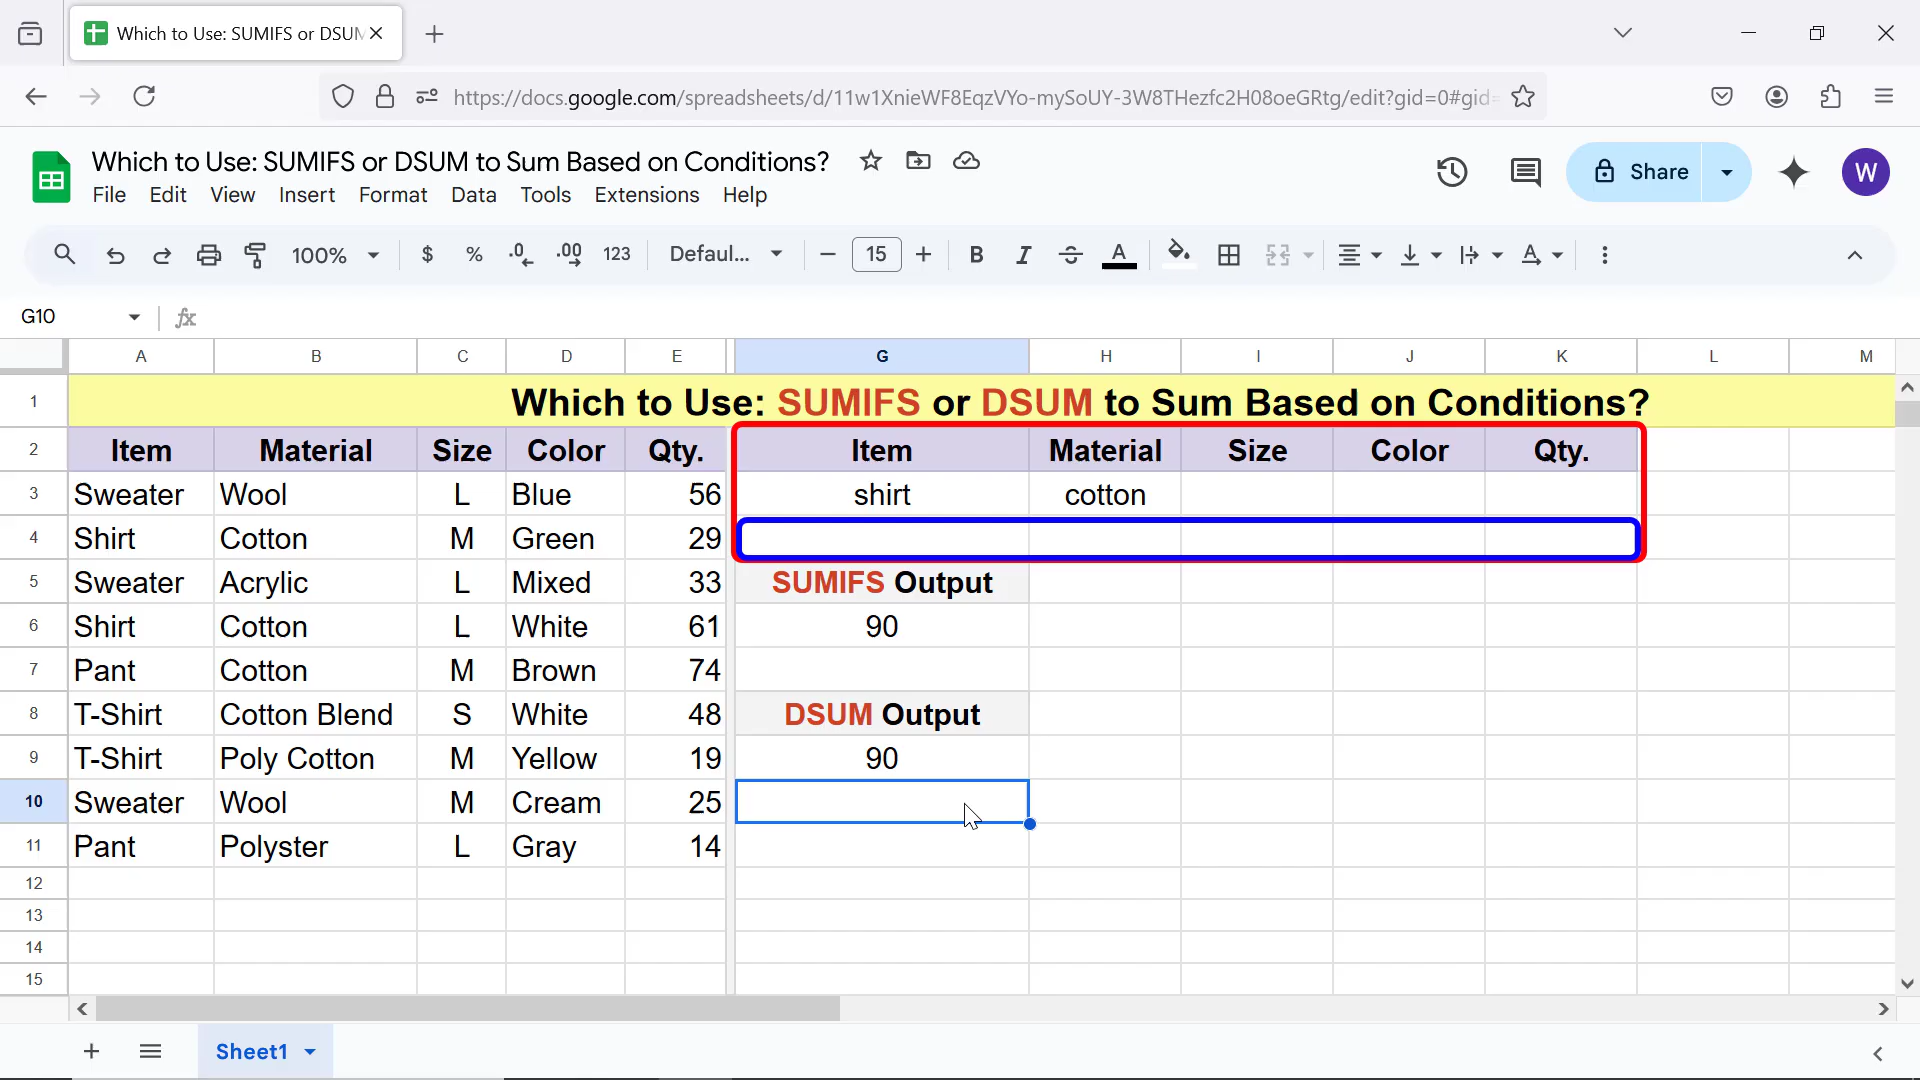 Which to Use: SUMIFS or DSUM
https://docs.google.com/spreadsheets/d/11w1XnieWF8EqzVYo-mySoUY-3W8THezfc2H08oeGRtg/edit?gid=0#gid=
Which to Use: SUMIFS or DSUM to Sum Based on Conditions?
File Edit View Insert Format Data Tools Extensions Help
Share
W
100% $ % .0 .00 123 Defaul... 15 B I A A
G10 fx
A B C D E G H I J K L M
1 Which to Use: SUMIFS or DSUM to Sum Based on Conditions?
2 Item Material Size Color Qty. Item Material Size Color Qty.
3 Sweater Wool L Blue 56 shirt cotton
4 Shirt Cotton M Green 29
5 Sweater Acrylic L Mixed 33 SUMIFS Output
6 Shirt Cotton L White 61 90
7 Pant Cotton M Brown 74
8 T-Shirt Cotton Blend S White 48 DSUM Output
9 T-Shirt Poly Cotton M Yellow 19 90
10 Sweater Wool M Cream 25
11 Pant Polyster L Gray 14
12
13
14
15
Sheet1